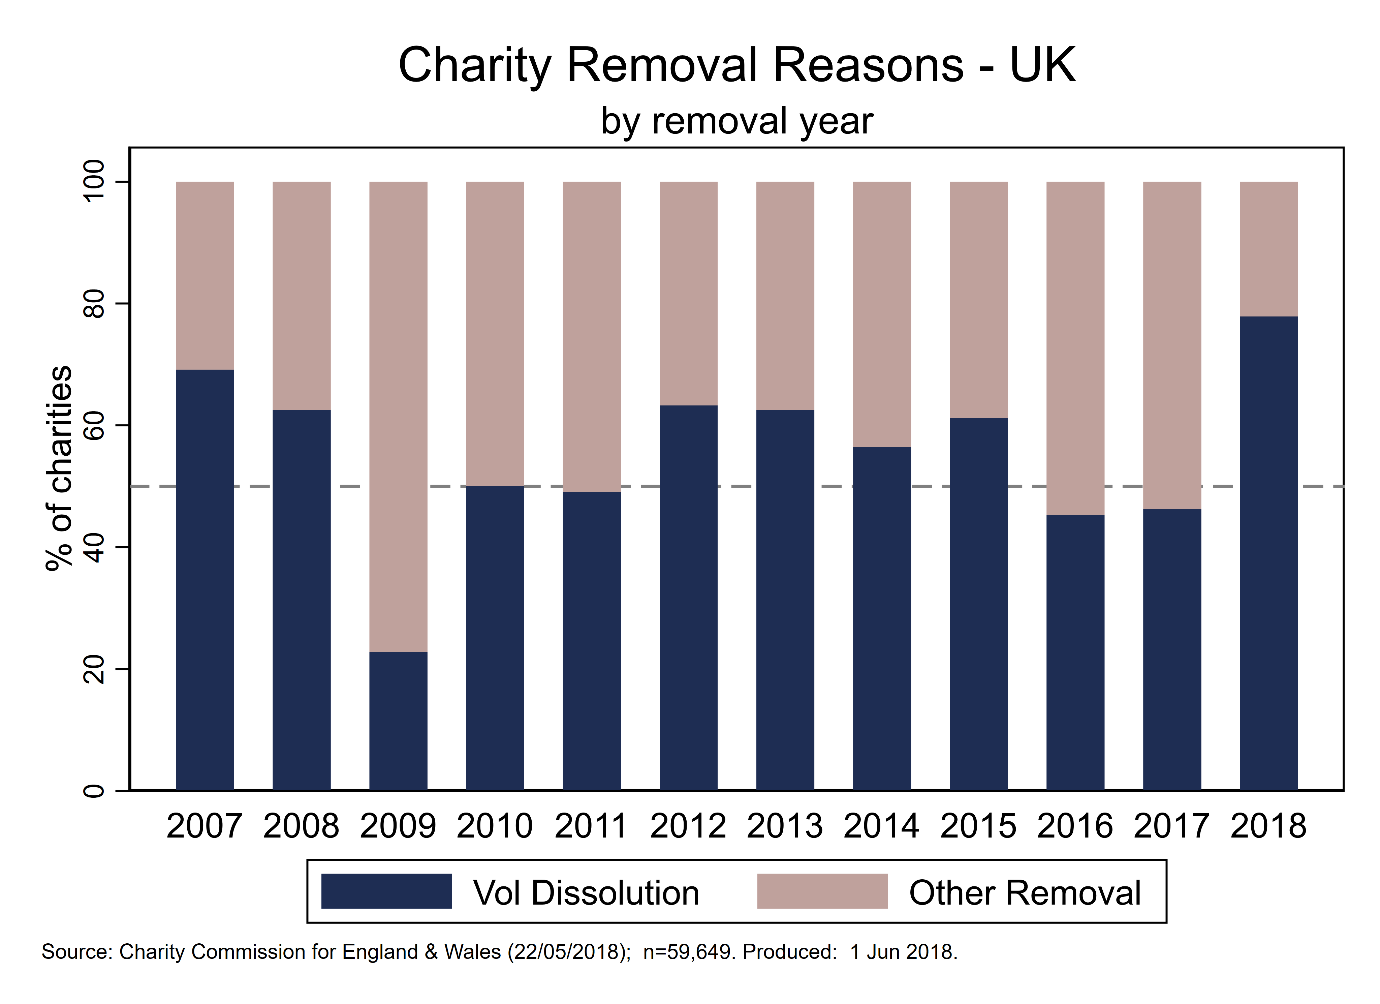 Charity Removal Reasons - UK
by removal year
% of charities
100
80
60
40
20
0
2007 2008 2009 2010 2011 2012 2013 2014 2015 2016 2017 2018
Vol Dissolution Other Removal
Source: Charity Commission for England & Wales (22/05/2018);  n=59,649. Produced:  1 Jun 2018.